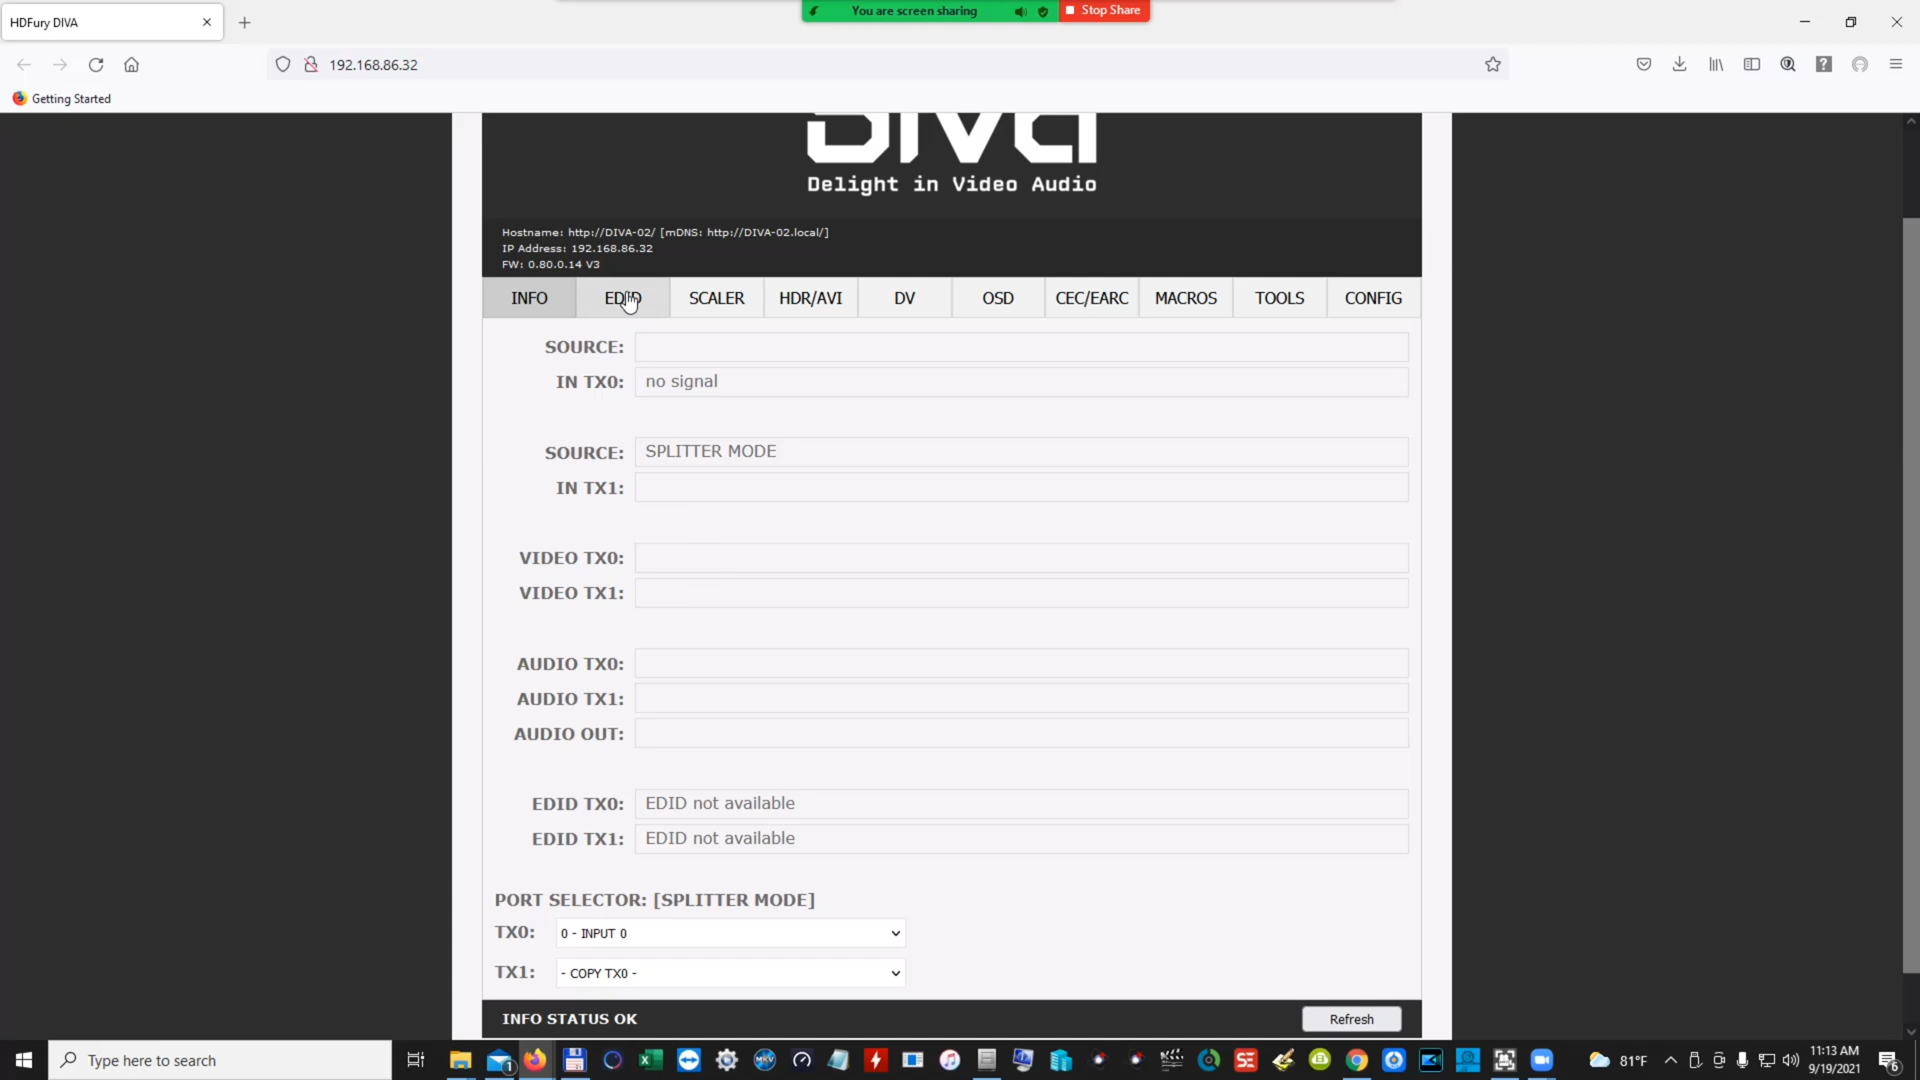 HDFury DIVA
You are screen sharing
Stop Share
192.168.86.32
Getting Started
DIVA
Delight in Video Audio
Hostname: http://DIVA-02/ [mDNS: http://DIVA-02.local/]
IP Address: 192.168.86.32
FW: 0.80.0.14 V3
INFO EDID SCALER HDR/AVI DV OSD CEC/EARC MACROS TOOLS CONFIG
SOURCE:
IN TX0: no signal
SOURCE: SPLITTER MODE
IN TX1:
VIDEO TX0:
VIDEO TX1:
AUDIO TX0:
AUDIO TX1:
AUDIO OUT:
EDID TX0: EDID not available
EDID TX1: EDID not available
PORT SELECTOR: [SPLITTER MODE]
TX0: 0 - INPUT 0
TX1: - COPY TX0 -
INFO STATUS OK
Refresh
Type here to search
1
MKV
SE
81°F
11:13 AM
9/19/2021
6